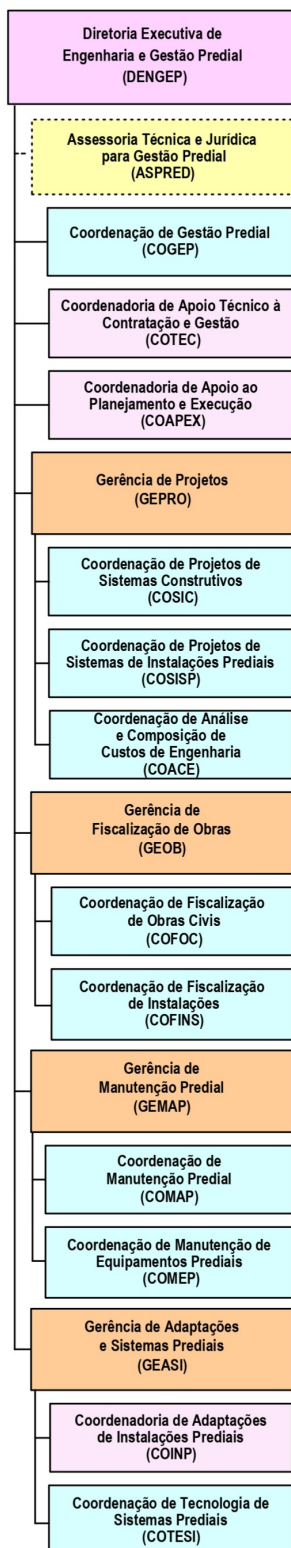 Diretoria Executiva de
Engenharia e Gestão Predial
(DENGEP)
Assessoria Técnica e Jurídica
para Gestão Predial
(ASPRED)
Coordenação de Gestão Predial
(COGEP)
Coordenadoria de Apoio Técnico à
Contratação e Gestão
(COTEC)
Coordenadoria de Apoio ao
Planejamento e Execução
(COAPEX)
Gerência de Projetos
(GEPRO)
Coordenação de Projetos de
Sistemas Construtivos
(COSIC)
Coordenação de Projetos de
Sistemas de Instalações Prediais
(COSISP)
Coordenação de Análise
e Composição de
Custos de Engenharia
(COACE)
Gerência de
Fiscalização de Obras
(GEOB)
Coordenação de Fiscalização
de Obras Civis
(COFOC)
Coordenação de Fiscalização
de Instalações
(COFINS)
Gerência de
Manutenção Predial
(GEMAP)
Coordenação de
Manutenção Predial
(COMAP)
Coordenação de Manutenção de
Equipamentos Prediais
(COMEP)
Gerência de Adaptações
e Sistemas Prediais
(GEASI)
Coordenadoria de Adaptações
de Instalações Prediais
(COINP)
Coordenação de Tecnologia de
Sistemas Prediais
(COTESI)